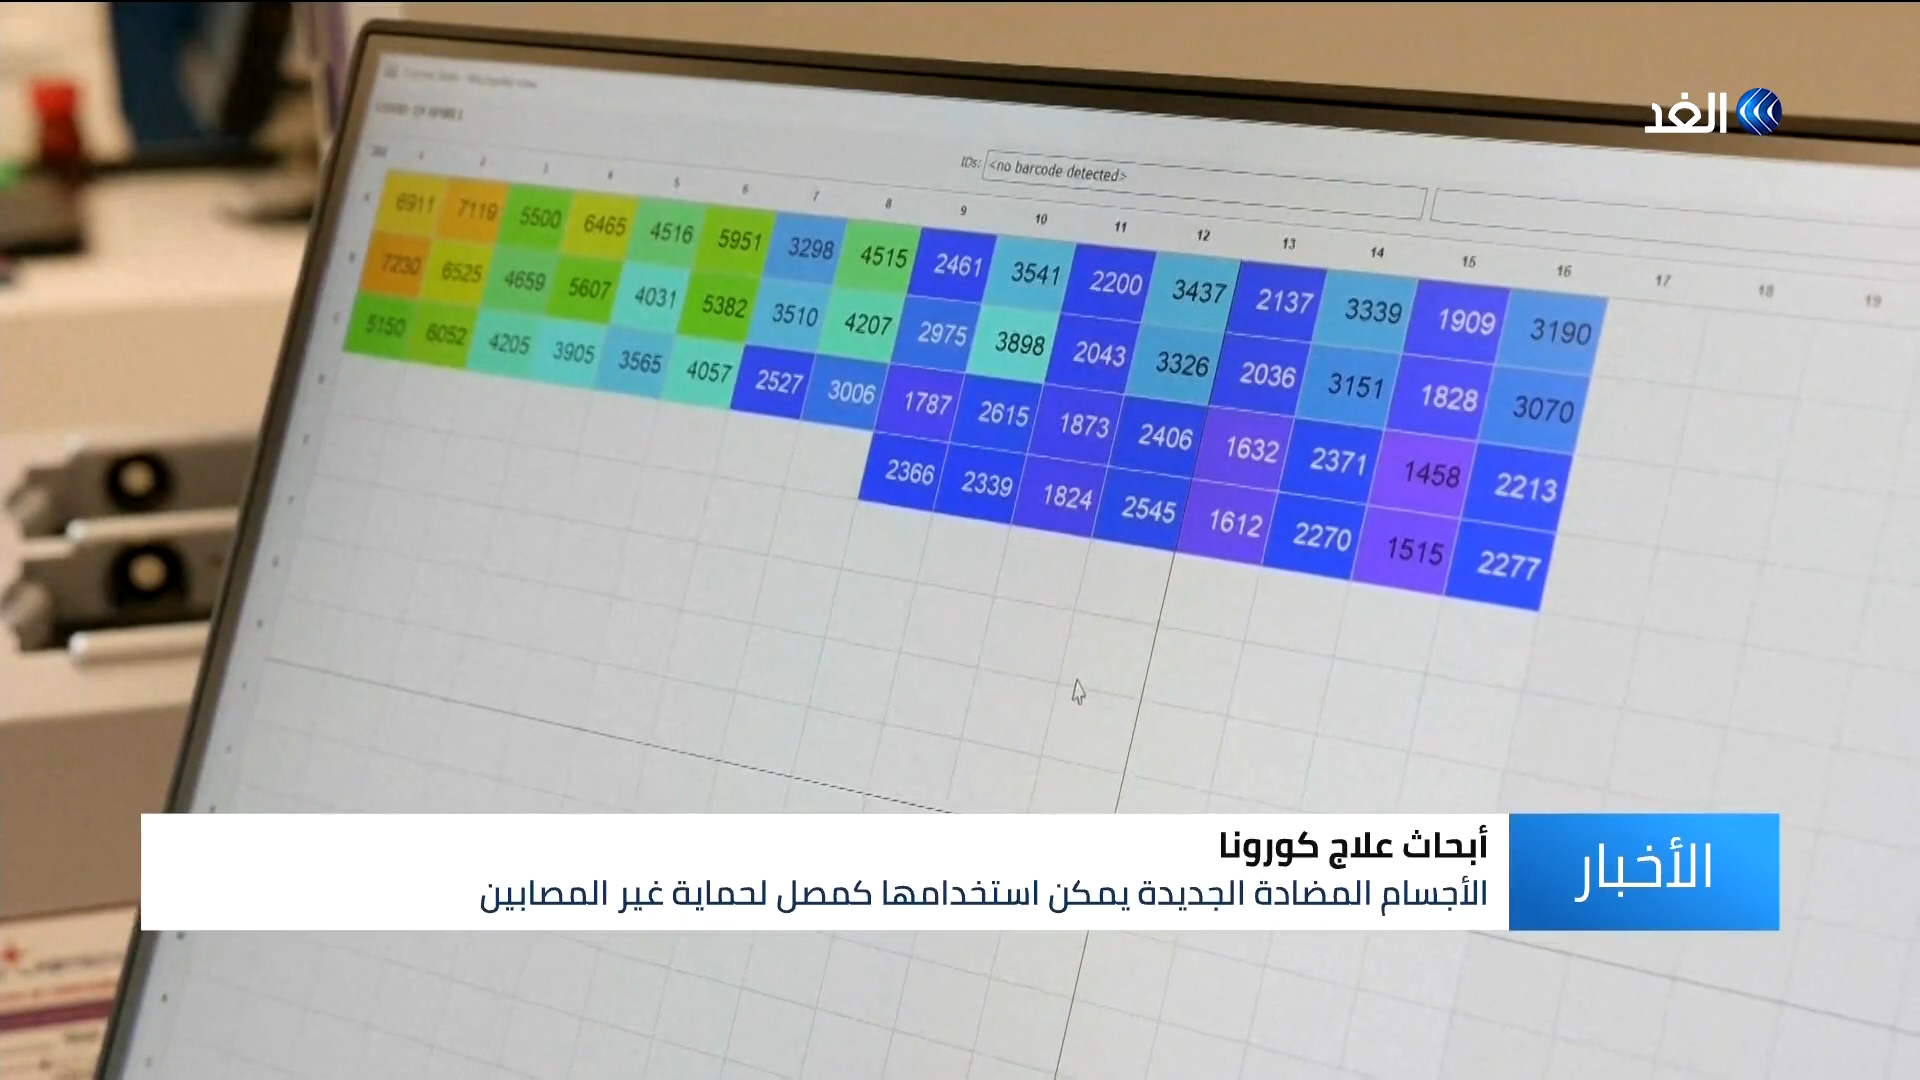 الغد
IDs: <no barcode detected>
1 2 3 4 5 6 7 8 9 10 11 12 13 14 15 16 17 18 19
6911 7119 5500 6465 4516 5951 3298 4515 2461 3541 2200 3437 2137 3339 1909 3190
7230 6525 4659 5607 4031 5382 3510 4207 2975 3898 2043 3326 2036 3151 1828 3070
5150 6052 4205 3905 3565 4057 2527 3006 1787 2615 1873 2406 1632 2371 1458 2213
2366 2339 1824 2545 1612 2270 1515 2277
الأخبار
أبحاث علاج كورونا
الأجسام المضادة الجديدة يمكن استخدامها كمصل لحماية غير المصابين